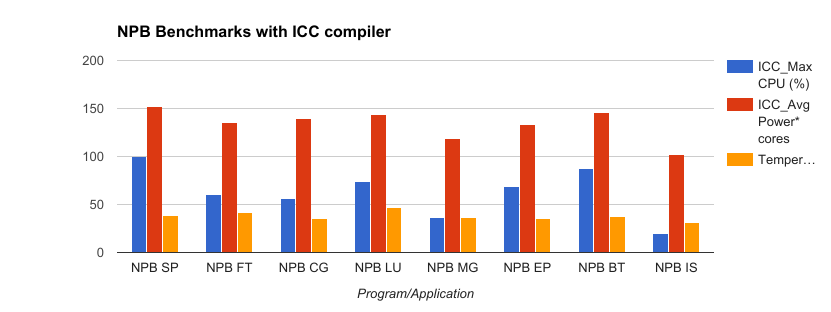 NPB Benchmarks with ICC compiler
200
150
100
50
0
NPB SP NPB FT NPB CG NPB LU NPB MG NPB EP NPB BT NPB IS
Program/Application
ICC_Max
CPU (%)
ICC_Avg
Power*
cores
Temper…